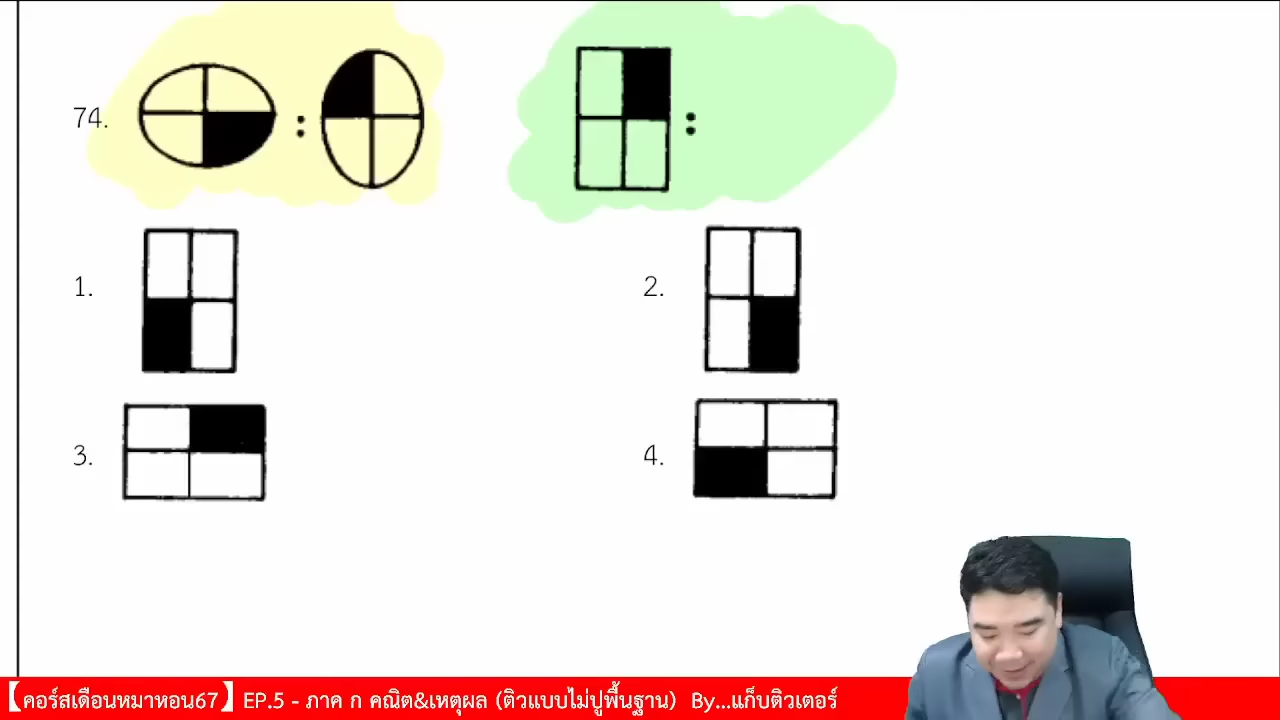 74. : :
1. 2.
3. 4.
【คอร์สเดือนหมาหอน67】 EP.5 - ภาค ก คณิต&เหตุผล (ติวแบบไม่ปูพื้นฐาน) By...แก็บติวเตอร์